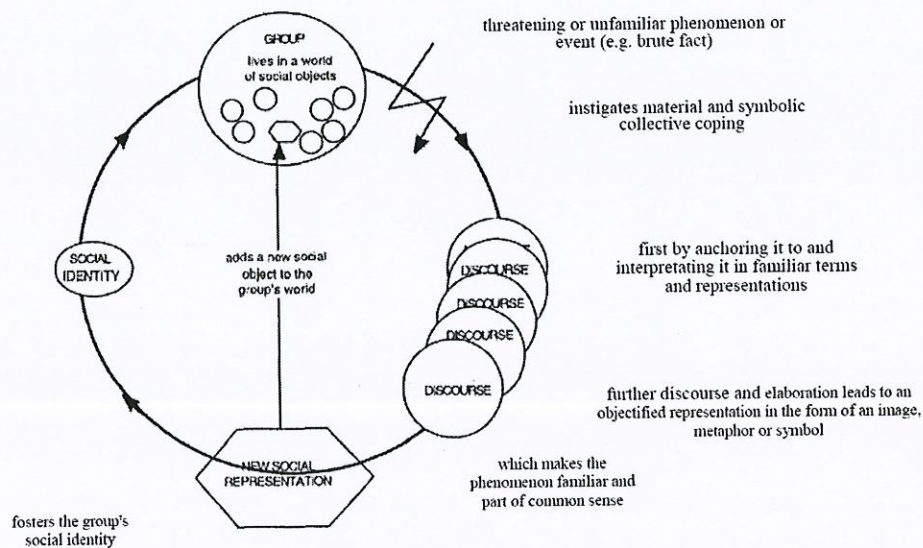 GROUP
lives in a world
of social objects
threatening or unfamiliar phenomenon or
event (e.g. brute fact)
instigates material and symbolic
collective coping
SOCIAL
IDENTITY
adds a new social
object to the
group's world
DISCOURSE
DISCOURSE
DISCOURSE
DISCOURSE
first by anchoring it to and
interpretating it in familiar terms
and representations
further discourse and elaboration leads to an
objectified representation in the form of an image,
metaphor or symbol
NEW SOCIAL
REPRESENTATION
which makes the
phenomenon familiar and
part of common sense
fosters the group's
social identity